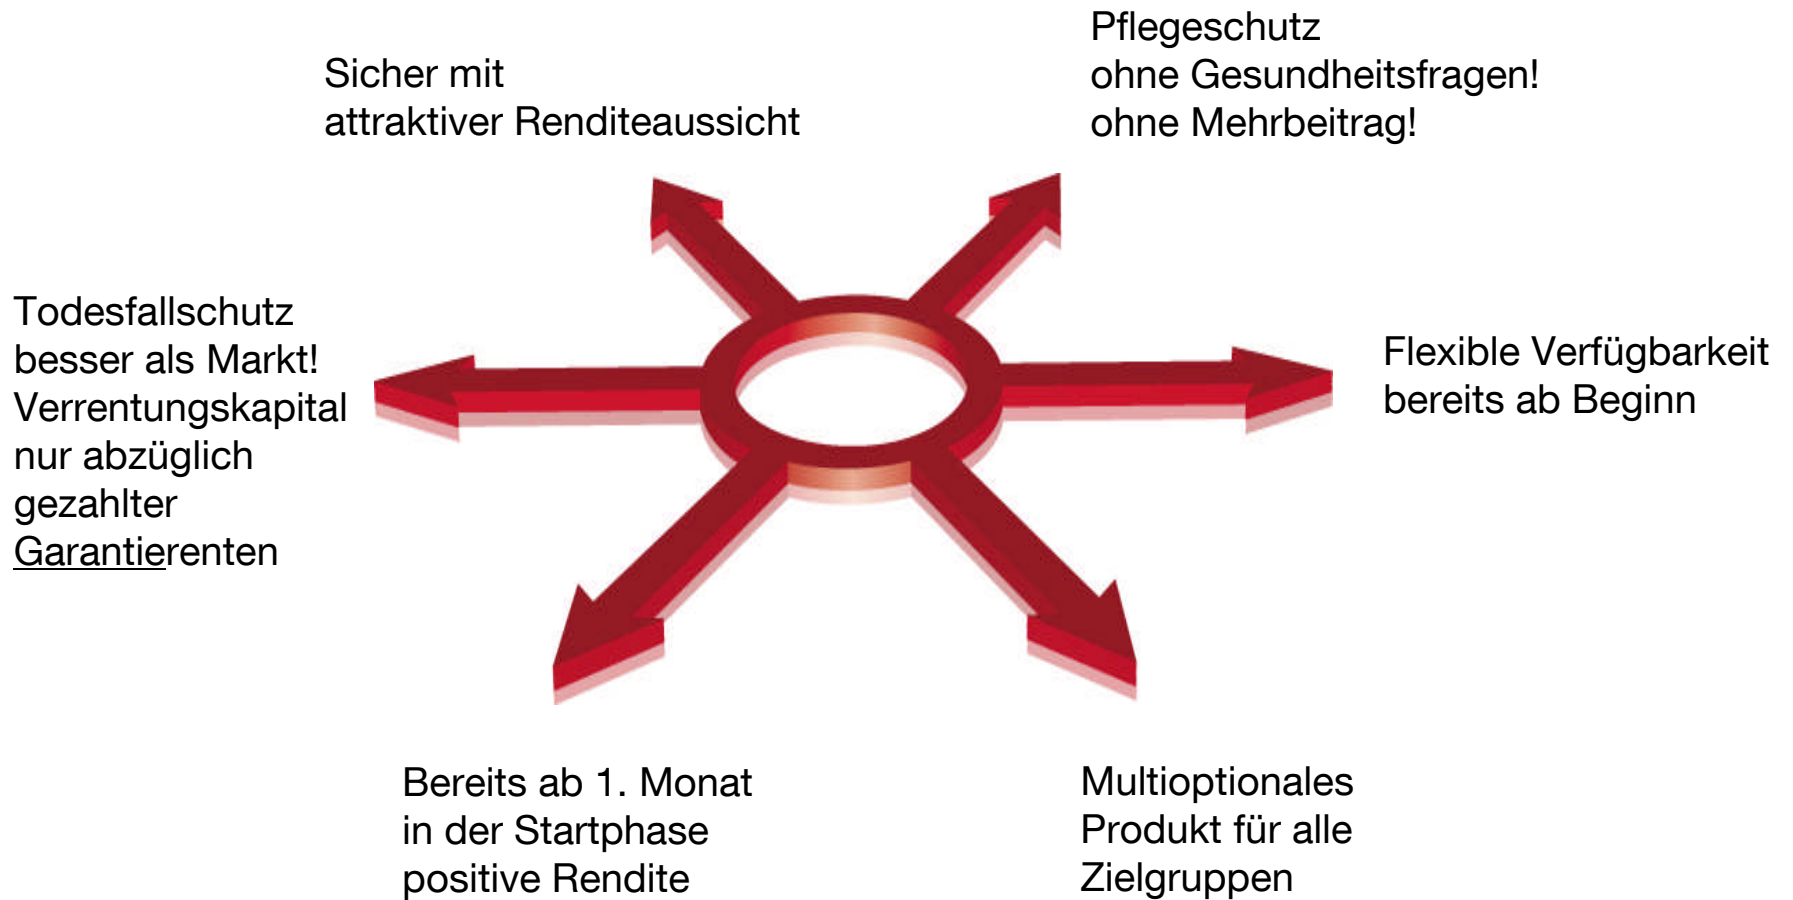 Sicher mit
attraktiver Renditeaussicht
Pflegeschutz
ohne Gesundheitsfragen!
ohne Mehrbeitrag!
Todesfallschutz
besser als Markt!
Verrentungskapital
nur abzüglich
gezahlter
Garantierenten
Flexible Verfügbarkeit
bereits ab Beginn
Bereits ab 1. Monat
in der Startphase
positive Rendite
Multioptionales
Produkt für alle
Zielgruppen